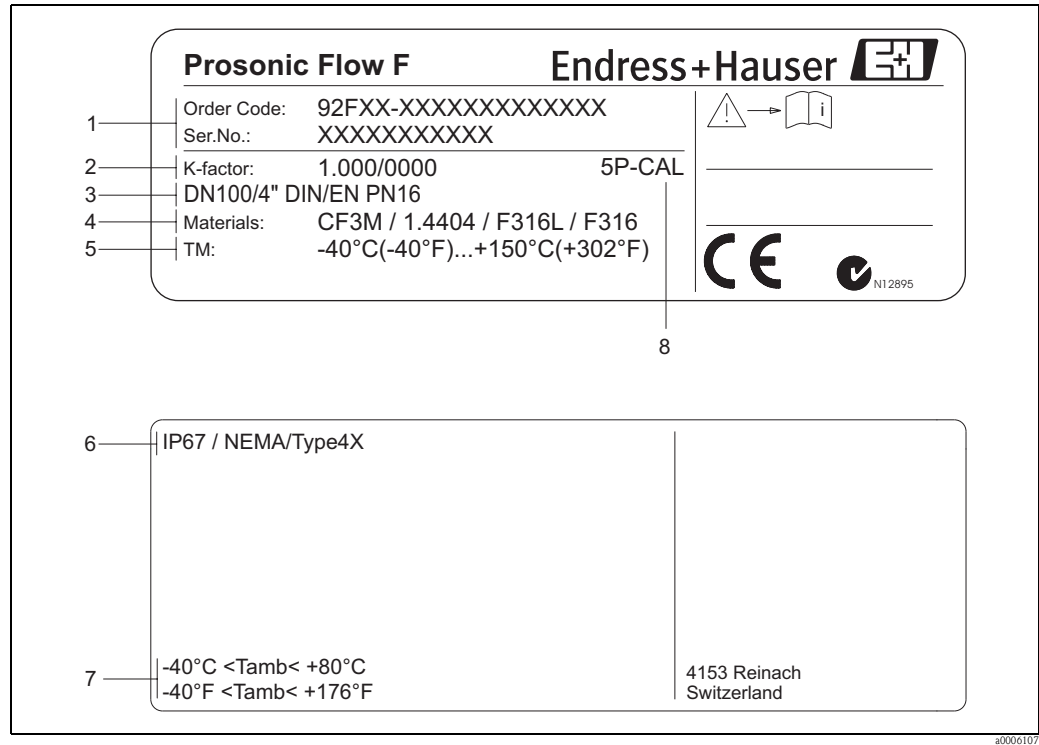 Prosonic Flow F
Endress+Hauser
1
Order Code: 92FXX-XXXXXXXXXXXXX
Ser.No.: XXXXXXXXXXX
i
2
K-factor: 1.000/0000 5P-CAL
3
DN100/4" DIN/EN PN16
4
Materials: CF3M / 1.4404 / F316L / F316
5
TM: -40°C(-40°F)...+150°C(+302°F)
CE
N12895
8
6
IP67 / NEMA/Type4X
7
-40°C <Tamb< +80°C
-40°F <Tamb< +176°F
4153 Reinach
Switzerland
a0006107